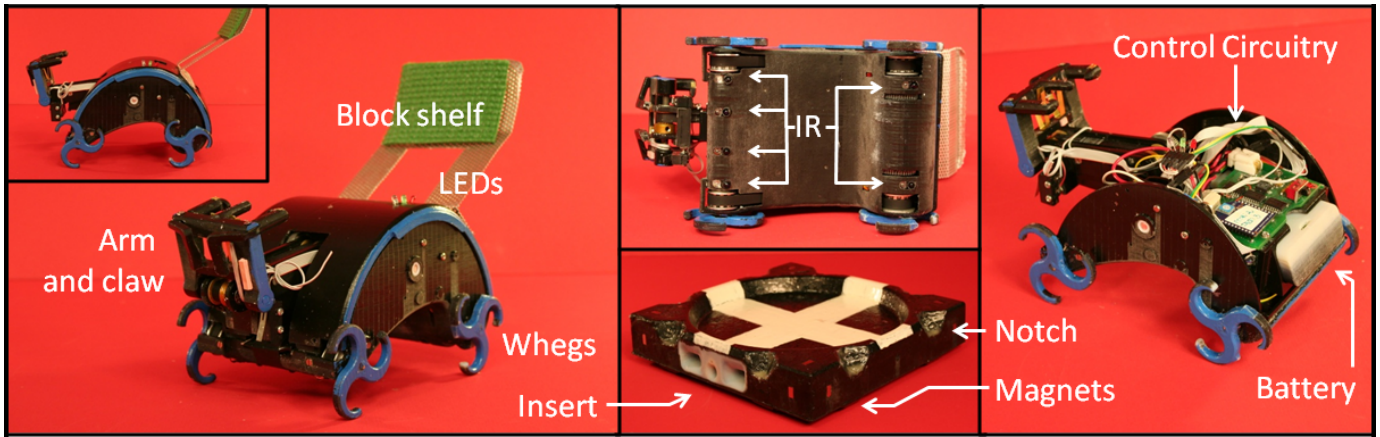 Block shelf
LEDs
Arm
and claw
Whegs
IR
Insert
Notch
Magnets
Control Circuitry
Battery